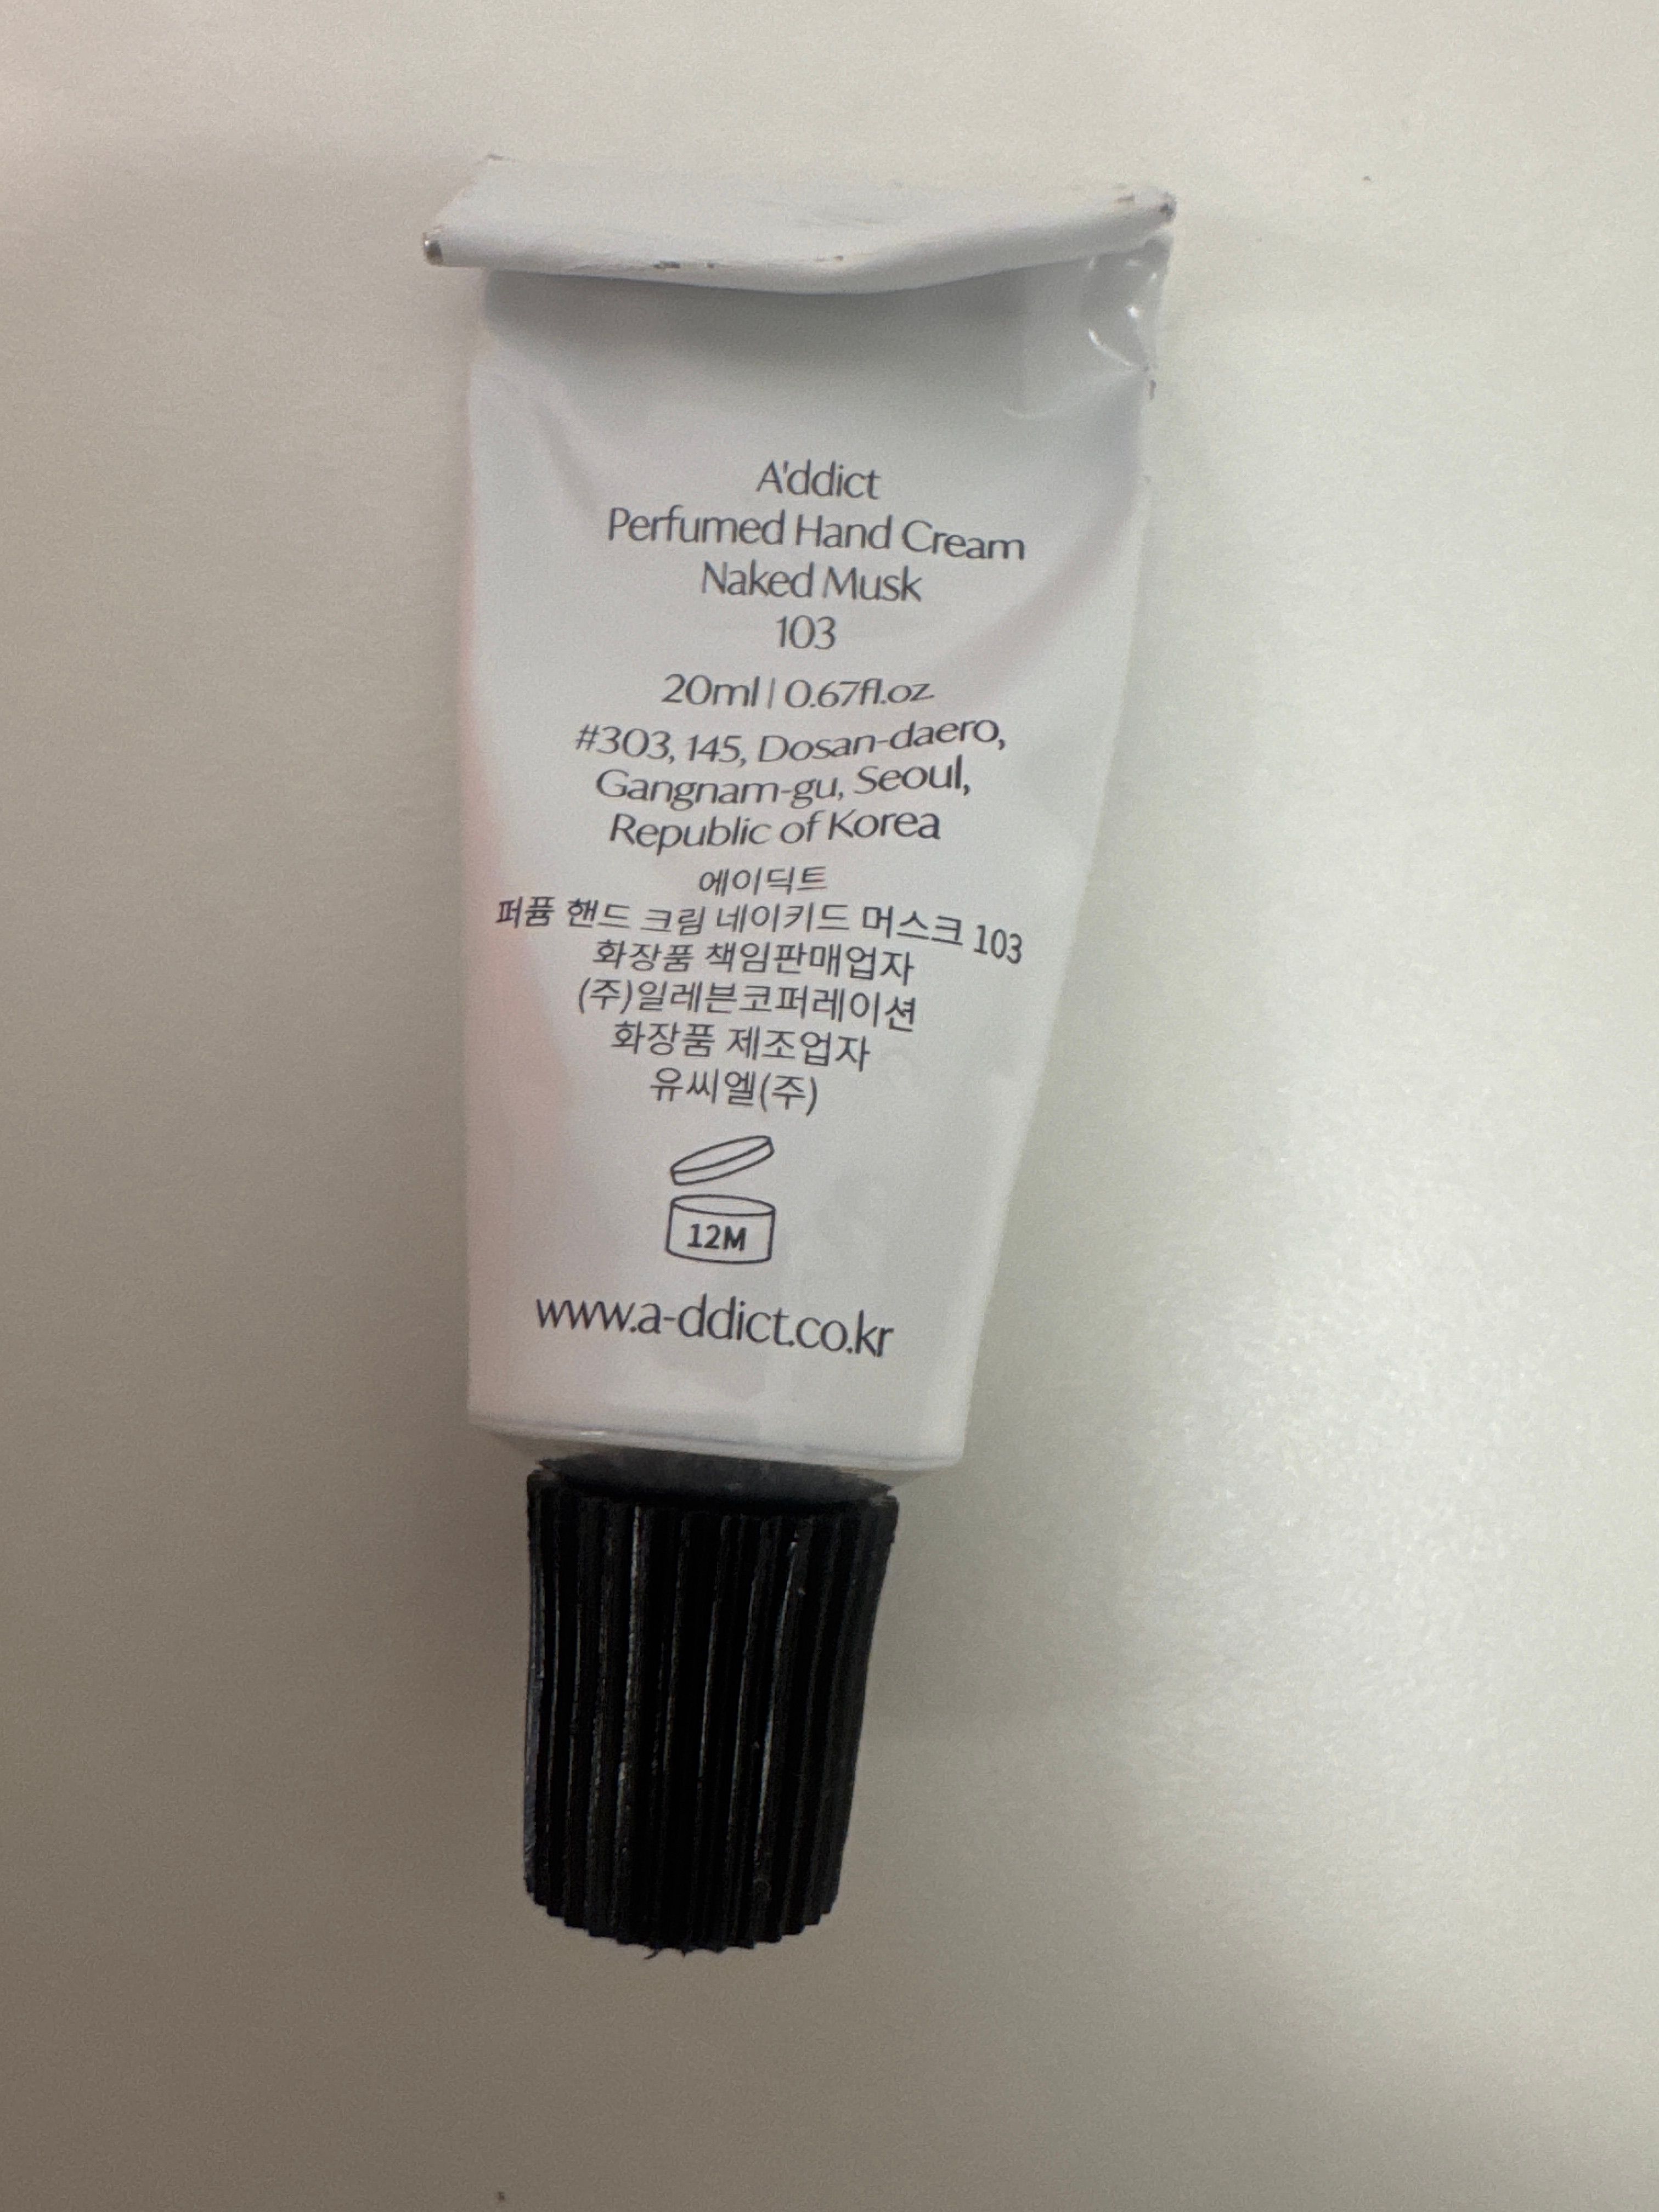 A'ddict
Perfumed Hand Cream
Naked Musk
103
20ml | 0.67fl.oz
#303, 145, Dosan-daero,
Gangnam-gu, Seoul,
Republic of Korea
에이딕트
퍼퓸 핸드 크림 네이키드 머스크 103
화장품 책임판매업자
(주)일레븐코퍼레이션
화장품 제조업자
유씨엘(주)
12M
www.a-ddict.co.kr